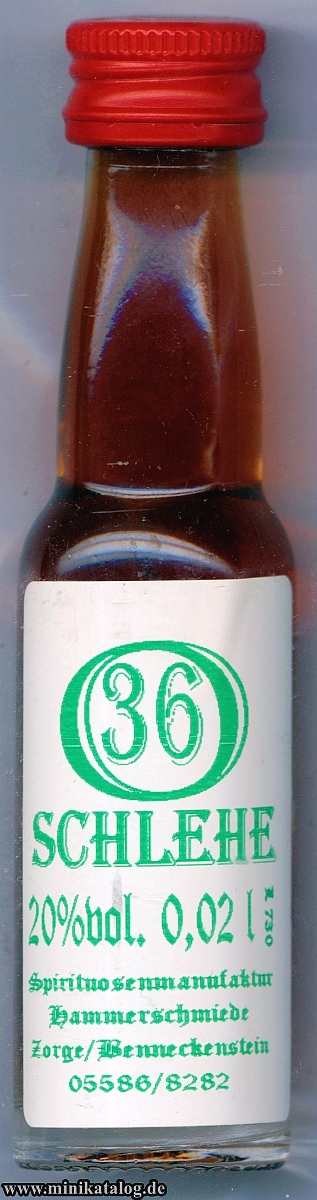 36
SCHLEHE
20%vol. 0,02 l
L730
Spirituosenmanufaktur
Hammerschmiede
Zorge/Benneckenstein
05586/8282
www.minikatalog.de